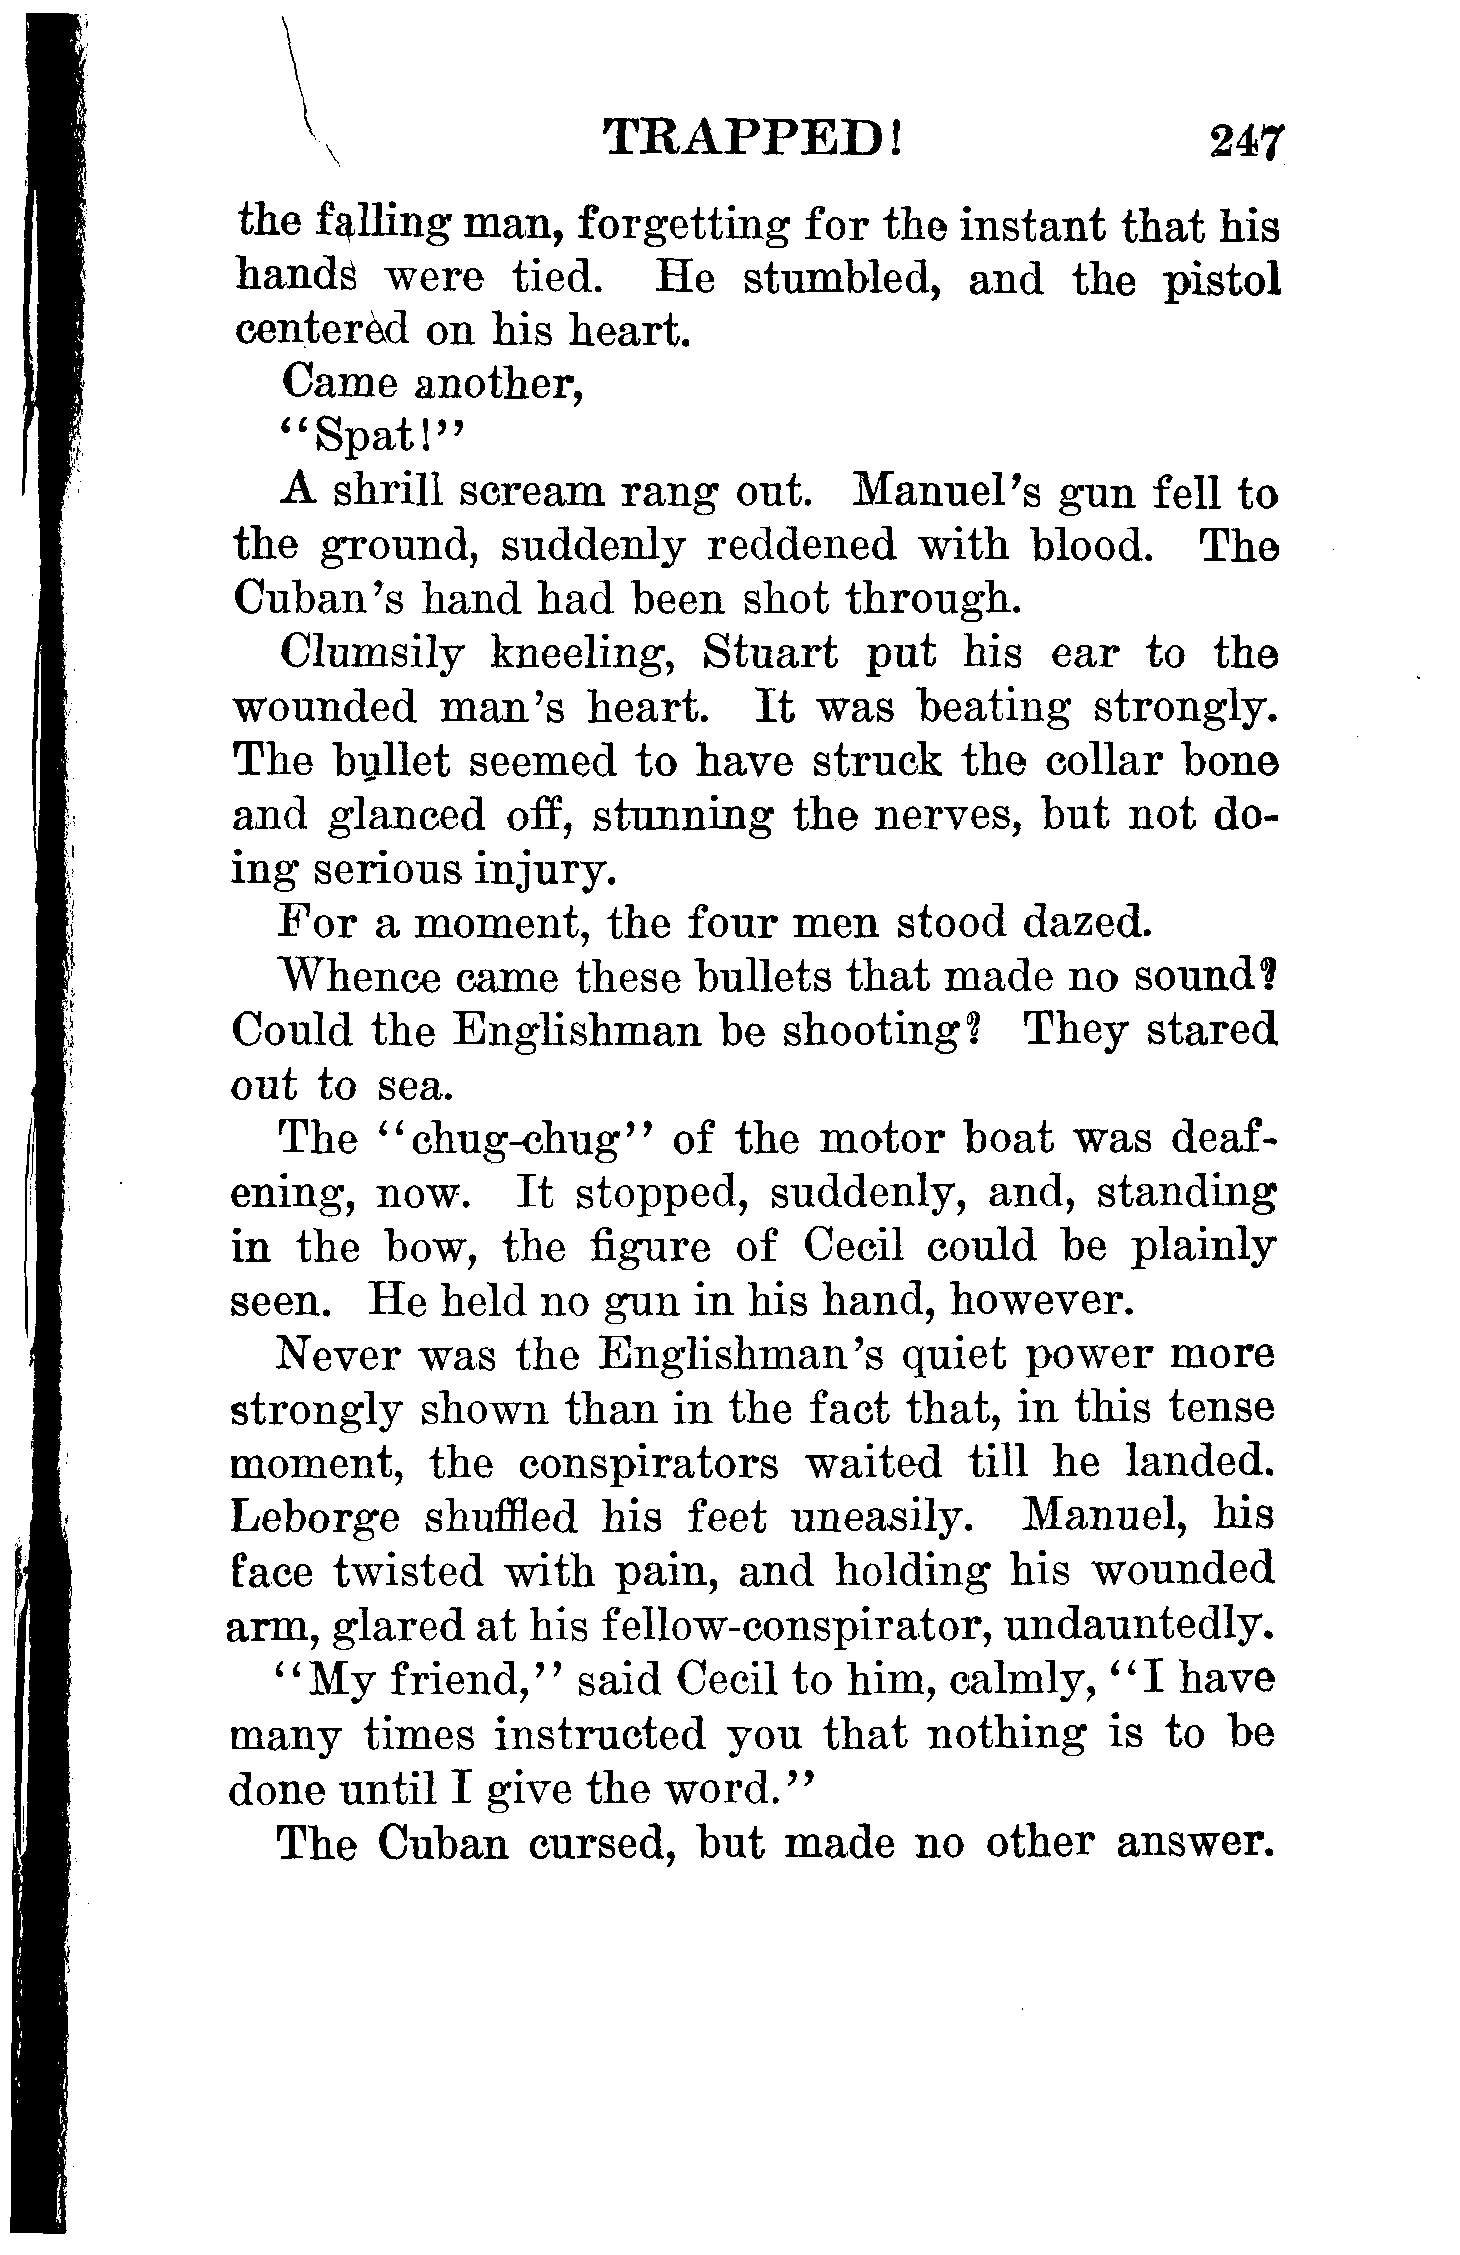 TRAPPED! 247
the falling man, forgetting for the instant that his
hands were tied. He stumbled, and the pistol
centered on his heart.
Came another,
"Spat!"
A shrill scream rang out. Manuel's gun fell to
the ground, suddenly reddened with blood. The
Cuban's hand had been shot through.
Clumsily kneeling, Stuart put his ear to the
wounded man's heart. It was beating strongly.
The bullet seemed to have struck the collar bone
and glanced off, stunning the nerves, but not do-
ing serious injury.
For a moment, the four men stood dazed.
Whence came these bullets that made no sound?
Could the Englishman be shooting? They stared
out to sea.
The "chug-chug" of the motor boat was deaf-
ening, now. It stopped, suddenly, and, standing
in the bow, the figure of Cecil could be plainly
seen. He held no gun in his hand, however.
Never was the Englishman's quiet power more
strongly shown than in the fact that, in this tense
moment, the conspirators waited till he landed.
Leborge shuffled his feet uneasily. Manuel, his
face twisted with pain, and holding his wounded
arm, glared at his fellow-conspirator, undauntedly.
"My friend," said Cecil to him, calmly, "I have
many times instructed you that nothing is to be
done until I give the word."
The Cuban cursed, but made no other answer.